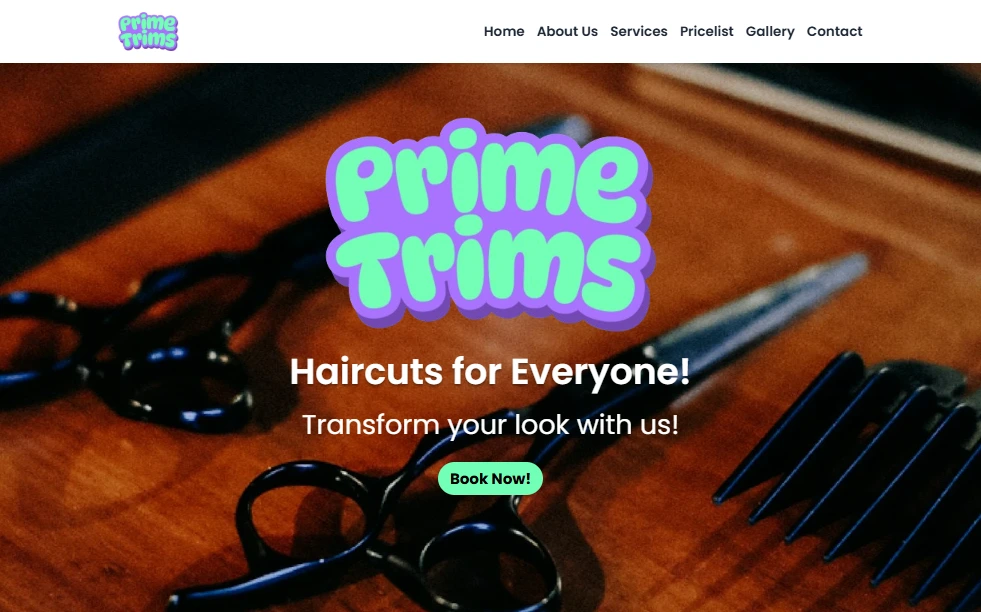 Prime
Trims
Home About Us Services Pricelist Gallery Contact
Prime
Trims
Haircuts for Everyone!
Transform your look with us!
Book Now!